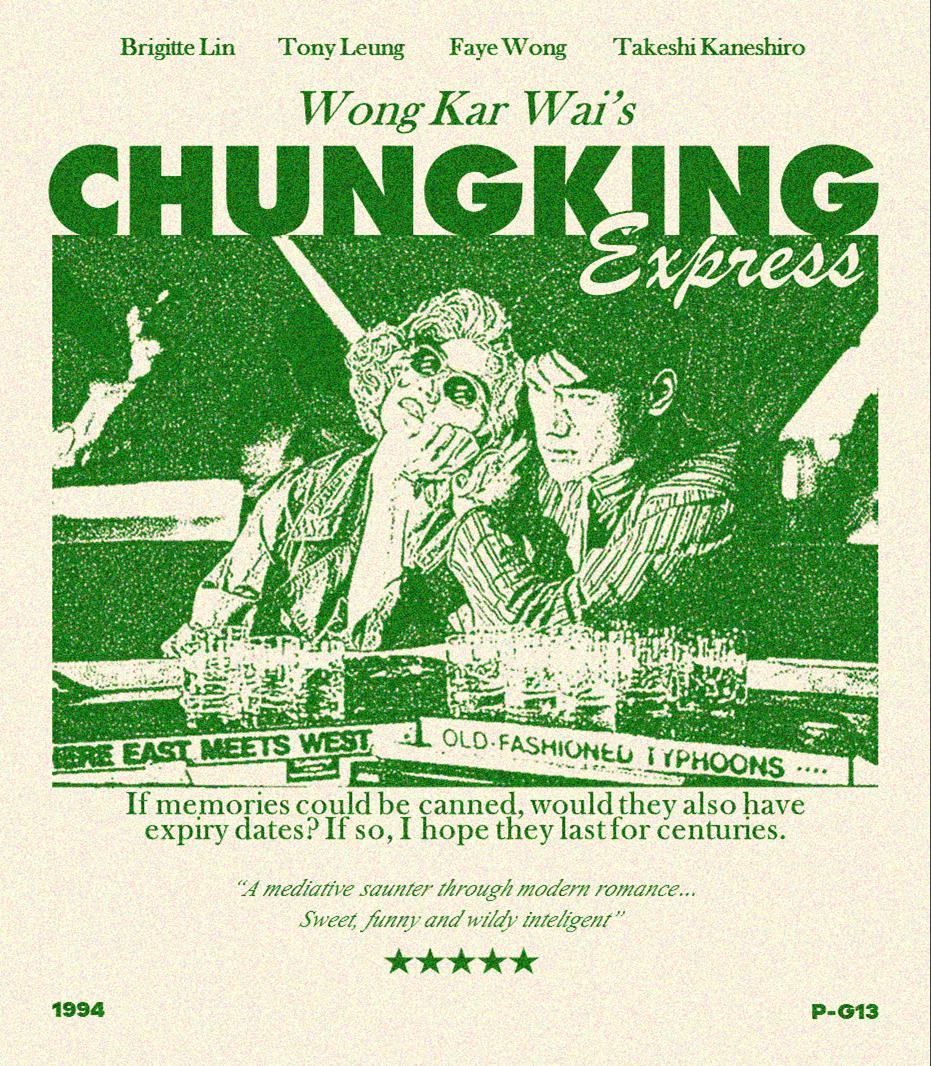 Brigitte Lin Tony Leung Faye Wong Takeshi Kaneshiro
Wong Kar Wai's
CHUNGKING
Express
ERE EAST MEETS WEST
OLD-FASHIONED TYPHOONS ....
If memories could be canned, would they also have
expiry dates? If so, I hope they last for centuries.
“A mediative saunter through modern romance...
Sweet, funny and wildy inteligent”
★★★★★
1994
P-G13